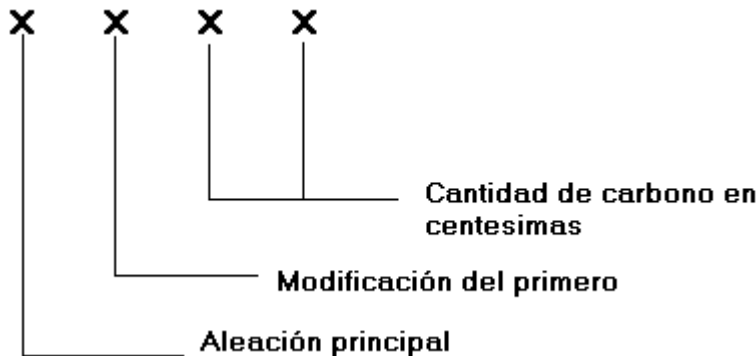 X X X X
Cantidad de carbono en
centesimas
Modificación del primero
Aleación principal